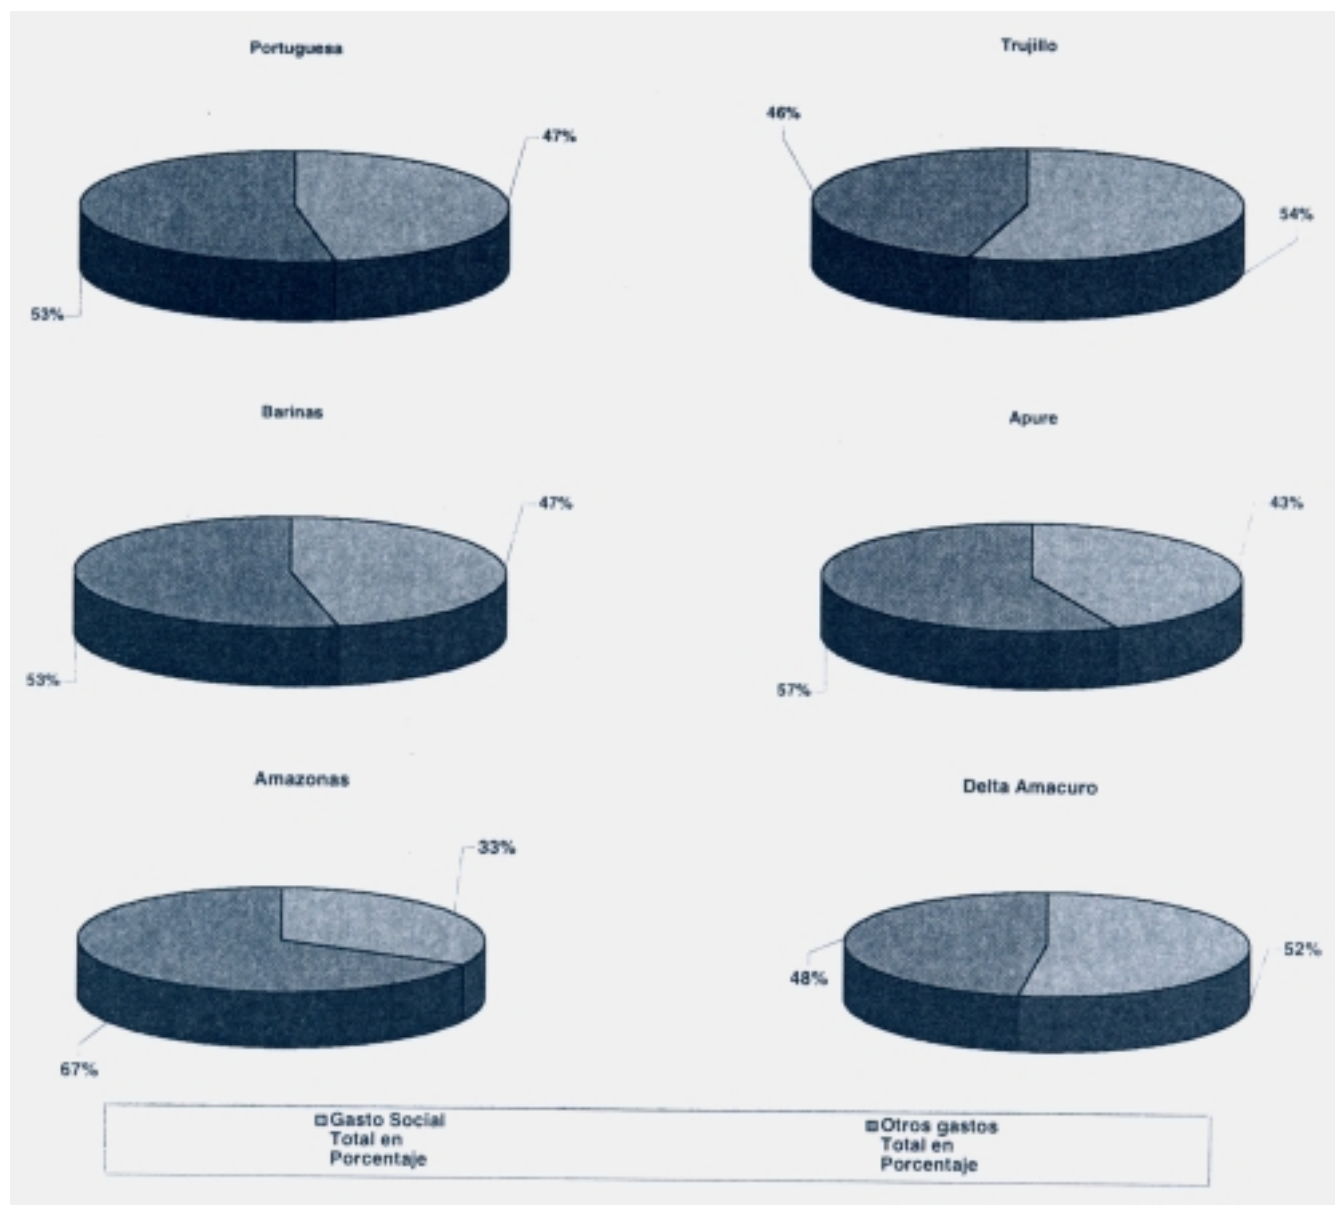 Portuguesa
Trujillo
47%
53%
46%
54%
Barinas
Apure
47%
53%
43%
57%
Amazonas
Delta Amacuro
33%
67%
48%
52%
Gasto Social
Total en
Porcentaje
Otros gastos
Total en
Porcentaje